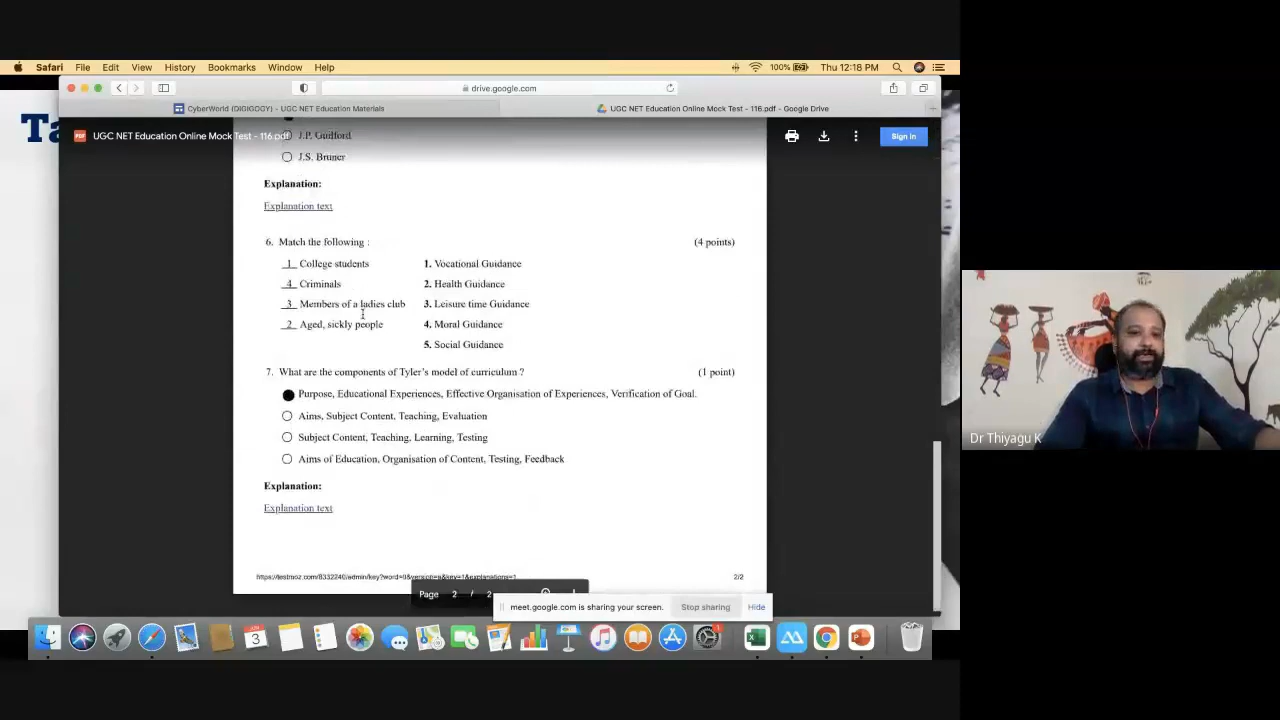 Safari File Edit View History Bookmarks Window Help 100% Thu 12:18 PM
drive.google.com
CyberWorld (DIGIGOGY) - UGC NET Education Materials UGC NET Education Online Mock Test - 116.pdf - Google Drive
Ta
PDF UGC NET Education Online Mock Test - 116.pdf Sign in
J.P. Guilford
J.S. Bruner
Explanation:
Explanation text
6. Match the following : (4 points)
1 College students 1. Vocational Guidance
4 Criminals 2. Health Guidance
3 Members of a ladies club 3. Leisure time Guidance
2 Aged, sickly people 4. Moral Guidance
5. Social Guidance
7. What are the components of Tyler's model of curriculum ? (1 point)
Purpose, Educational Experiences, Effective Organisation of Experiences, Verification of Goal.
Aims, Subject Content, Teaching, Evaluation
Subject Content, Teaching, Learning, Testing
Aims of Education, Organisation of Content, Testing, Feedback
Explanation:
Explanation text
2/2
Page 2 / 2
meet.google.com is sharing your screen. Stop sharing Hide
3
1
Dr Thiyagu K